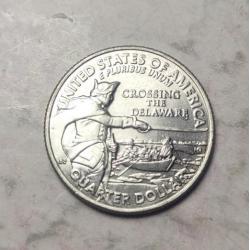 UNITED STATES OF AMERICA
E PLURIBUS UNUM
CROSSING
THE
DELAWARE
QUARTER DOLLAR